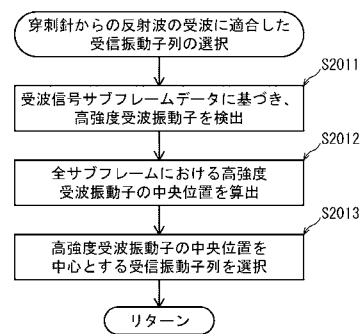 穿刺針からの反射波の受波に適合した
受信振動子列の選択
S2011
受波信号サブフレームデータに基づき、
高強度受波振動子を検出
S2012
全サブフレームにおける高強度
受波振動子の中央位置を算出
S2013
高強度受波振動子の中央位置を
中心とする受信振動子列を選択
リターン